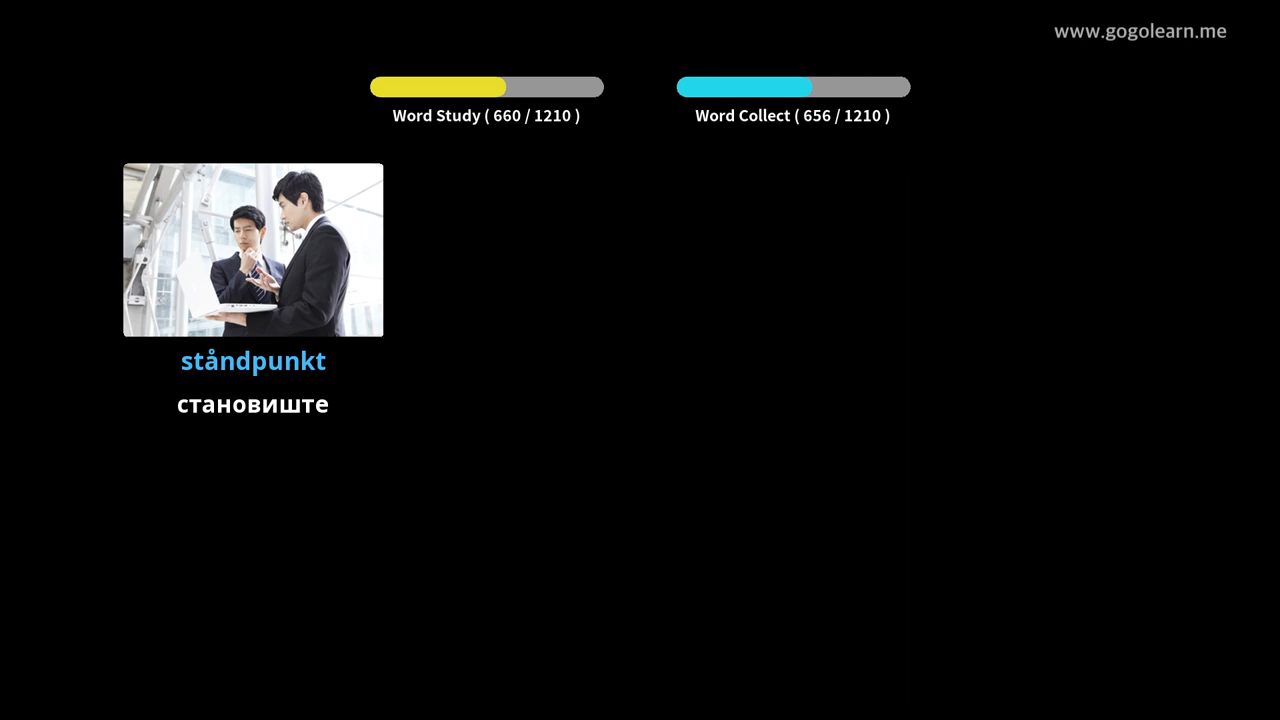 www.gogolearn.me
Word Study ( 660 / 1210 )
Word Collect ( 656 / 1210 )
ståndpunkt
становиште